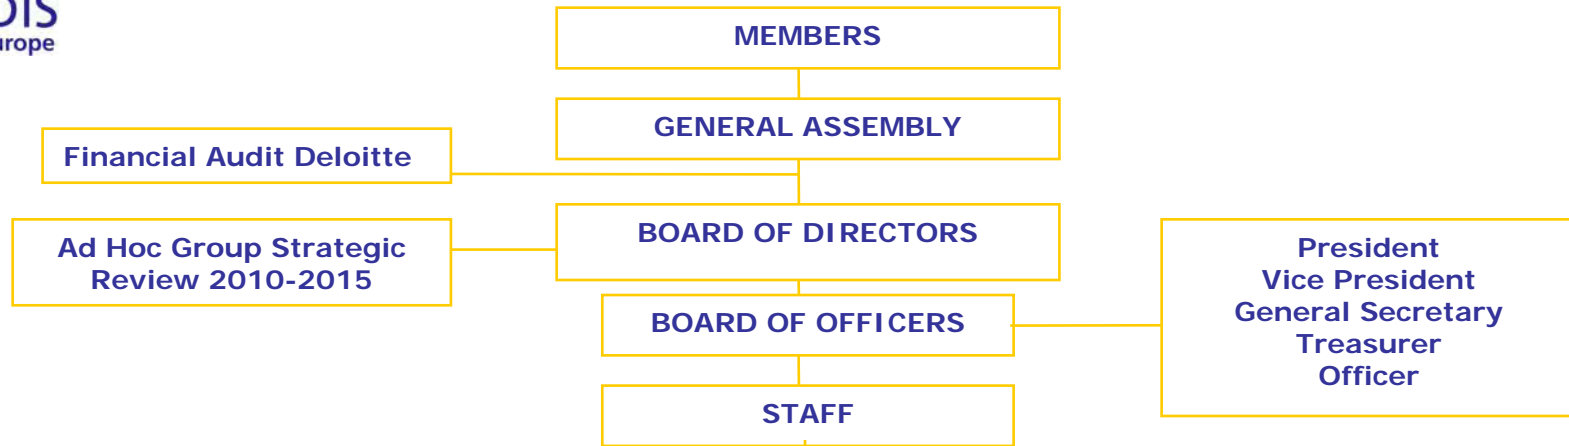 DIS
MEMBERS
GENERAL ASSEMBLY
Financial Audit Deloitte
BOARD OF DIRECTORS
Ad Hoc Group Strategic
Review 2010-2015
President
Vice President
General Secretary
Treasurer
Officer
BOARD OF OFFICERS
STAFF